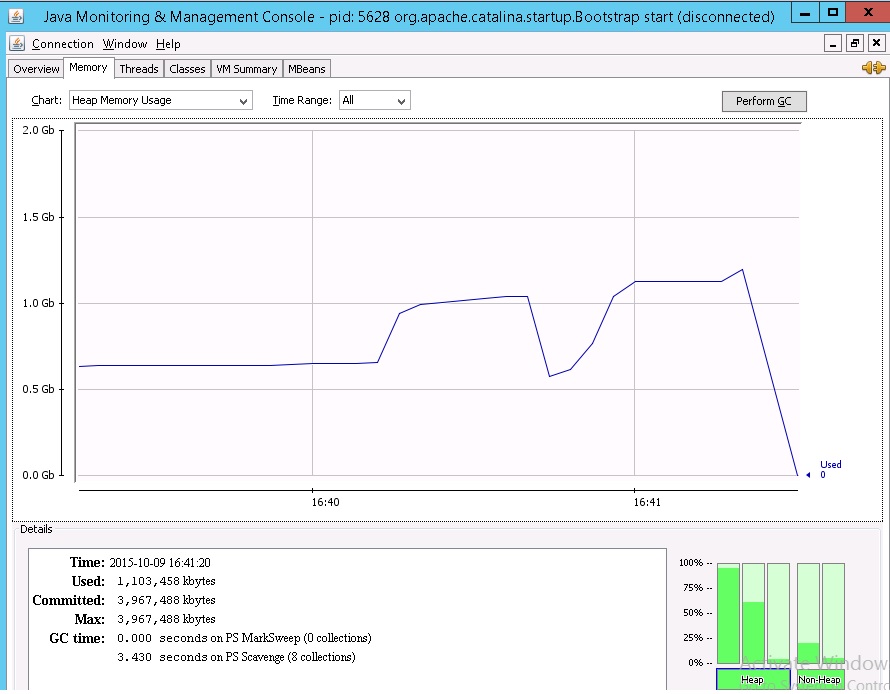 Java Monitoring & Management Console - pid: 5628 org.apache.catalina.startup.Bootstrap start (disconnected)
Connection Window Help
Overview Memory Threads Classes VM Summary MBeans
Chart: Heap Memory Usage Time Range: All Perform GC
2.0 Gb
1.5 Gb
1.0 Gb
0.5 Gb
0.0 Gb
Used
0
16:40 16:41
Details
Time: 2015-10-09 16:41:20
Used: 1,103,458 kbytes
Committed: 3,967,488 kbytes
Max: 3,967,488 kbytes
GC time: 0.000 seconds on PS MarkSweep (0 collections)
3.430 seconds on PS Scavenge (8 collections)
100% --
75% --
50% --
25% --
0% --
Heap Non-Heap
Activate Window